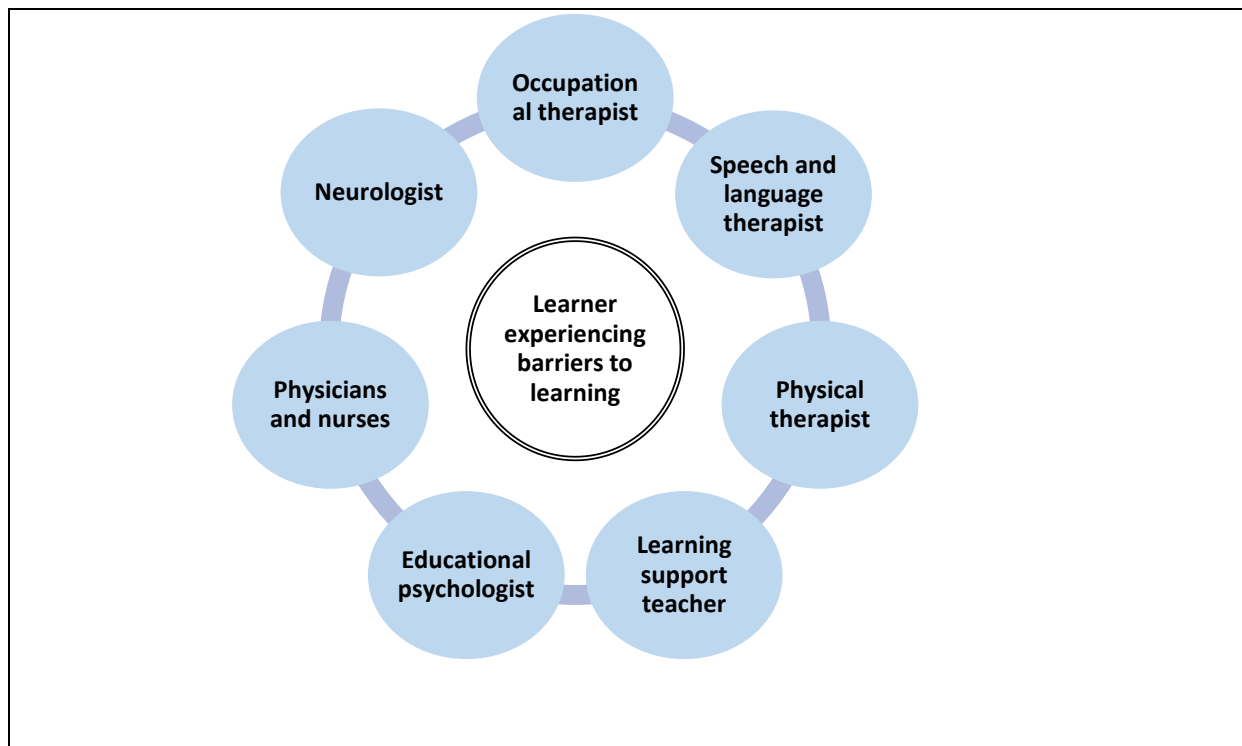 Occupation
al therapist
Speech and
language
therapist
Physical
therapist
Learning
support
teacher
Educational
psychologist
Physicians
and nurses
Neurologist
Learner
experiencing
barriers to
learning